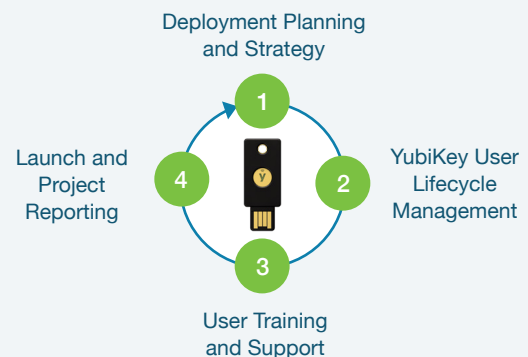 Deployment Planning
and Strategy
1
Launch and
Project
Reporting
4
YubiKey User
Lifecycle
Management
2
3
User Training
and Support